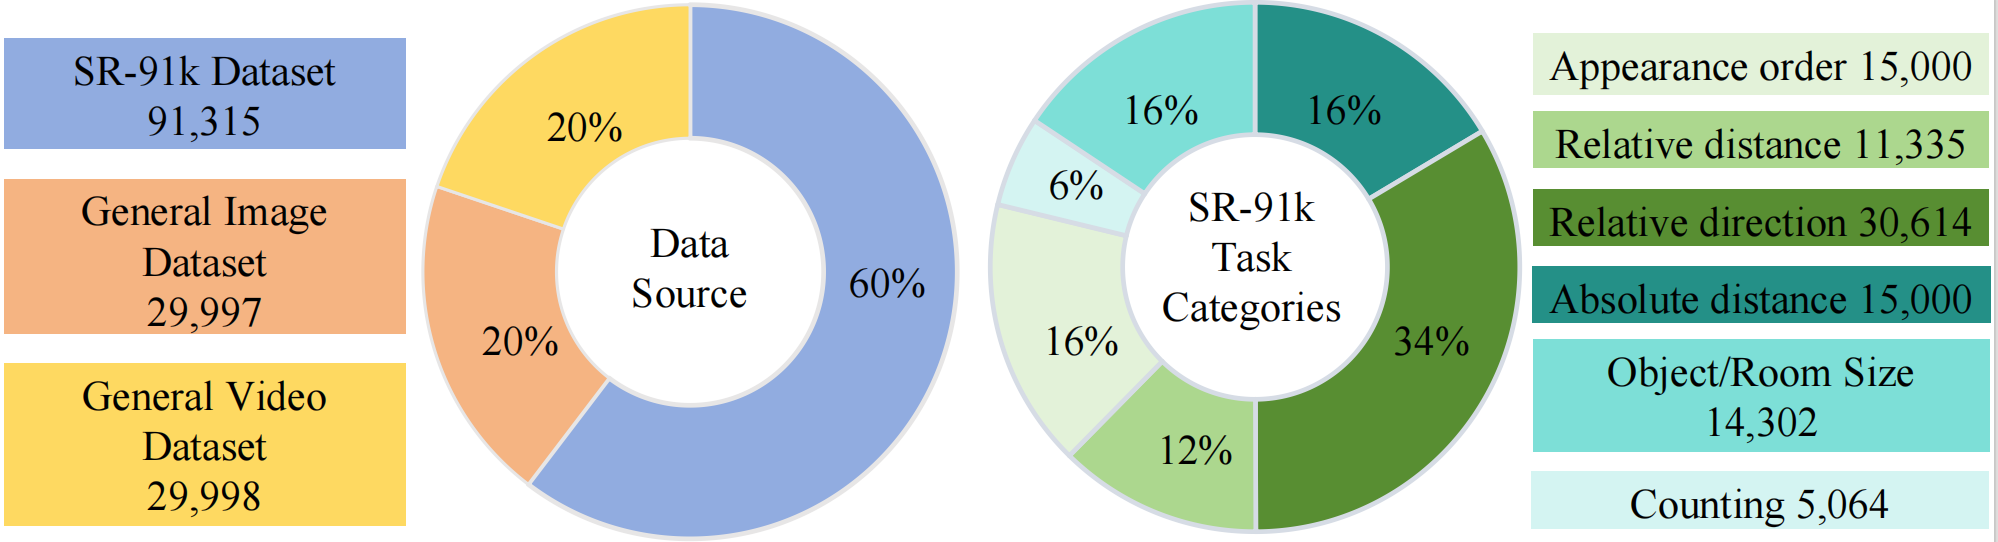 SR-91k Dataset
91,315
General Image
Dataset
29,997
General Video
Dataset
29,998
20%
20%
60%
Data
Source
16%
16%
6%
16%
12%
34%
SR-91k
Task
Categories
Appearance order 15,000
Relative distance 11,335
Relative direction 30,614
Absolute distance 15,000
Object/Room Size
14,302
Counting 5,064